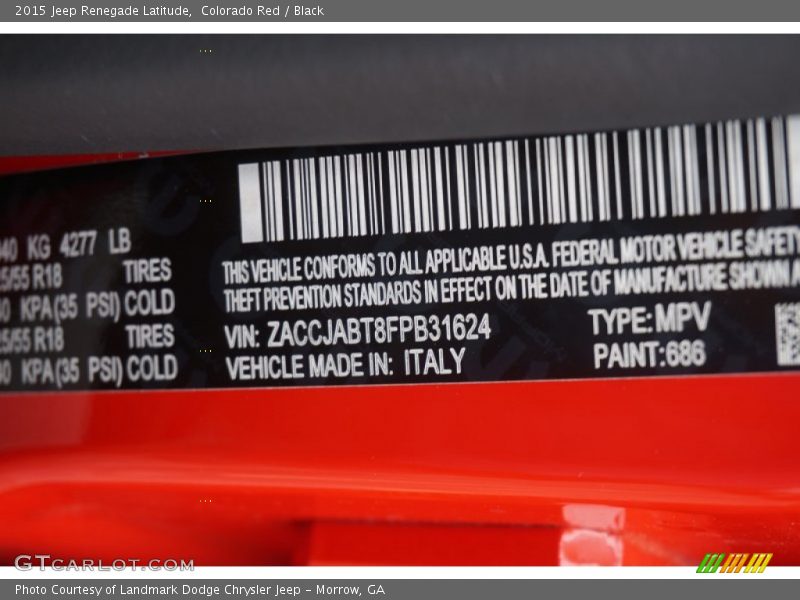 2015 Jeep Renegade Latitude, Colorado Red / Black
KG 4277 LB
R18 TIRES
KPA(35 PSI) COLD
R18 TIRES
KPA(35 PSI) COLD
THIS VEHICLE CONFORMS TO ALL APPLICABLE U.S.A. FEDERAL MOTOR VEHICLE SAFETY
THEFT PREVENTION STANDARDS IN EFFECT ON THE DATE OF MANUFACTURE SHOWN
VIN: ZACCJABT8FPB31624 TYPE: MPV
VEHICLE MADE IN: ITALY PAINT:686
GTCARLOT.COM
Photo Courtesy of Landmark Dodge Chrysler Jeep – Morrow, GA